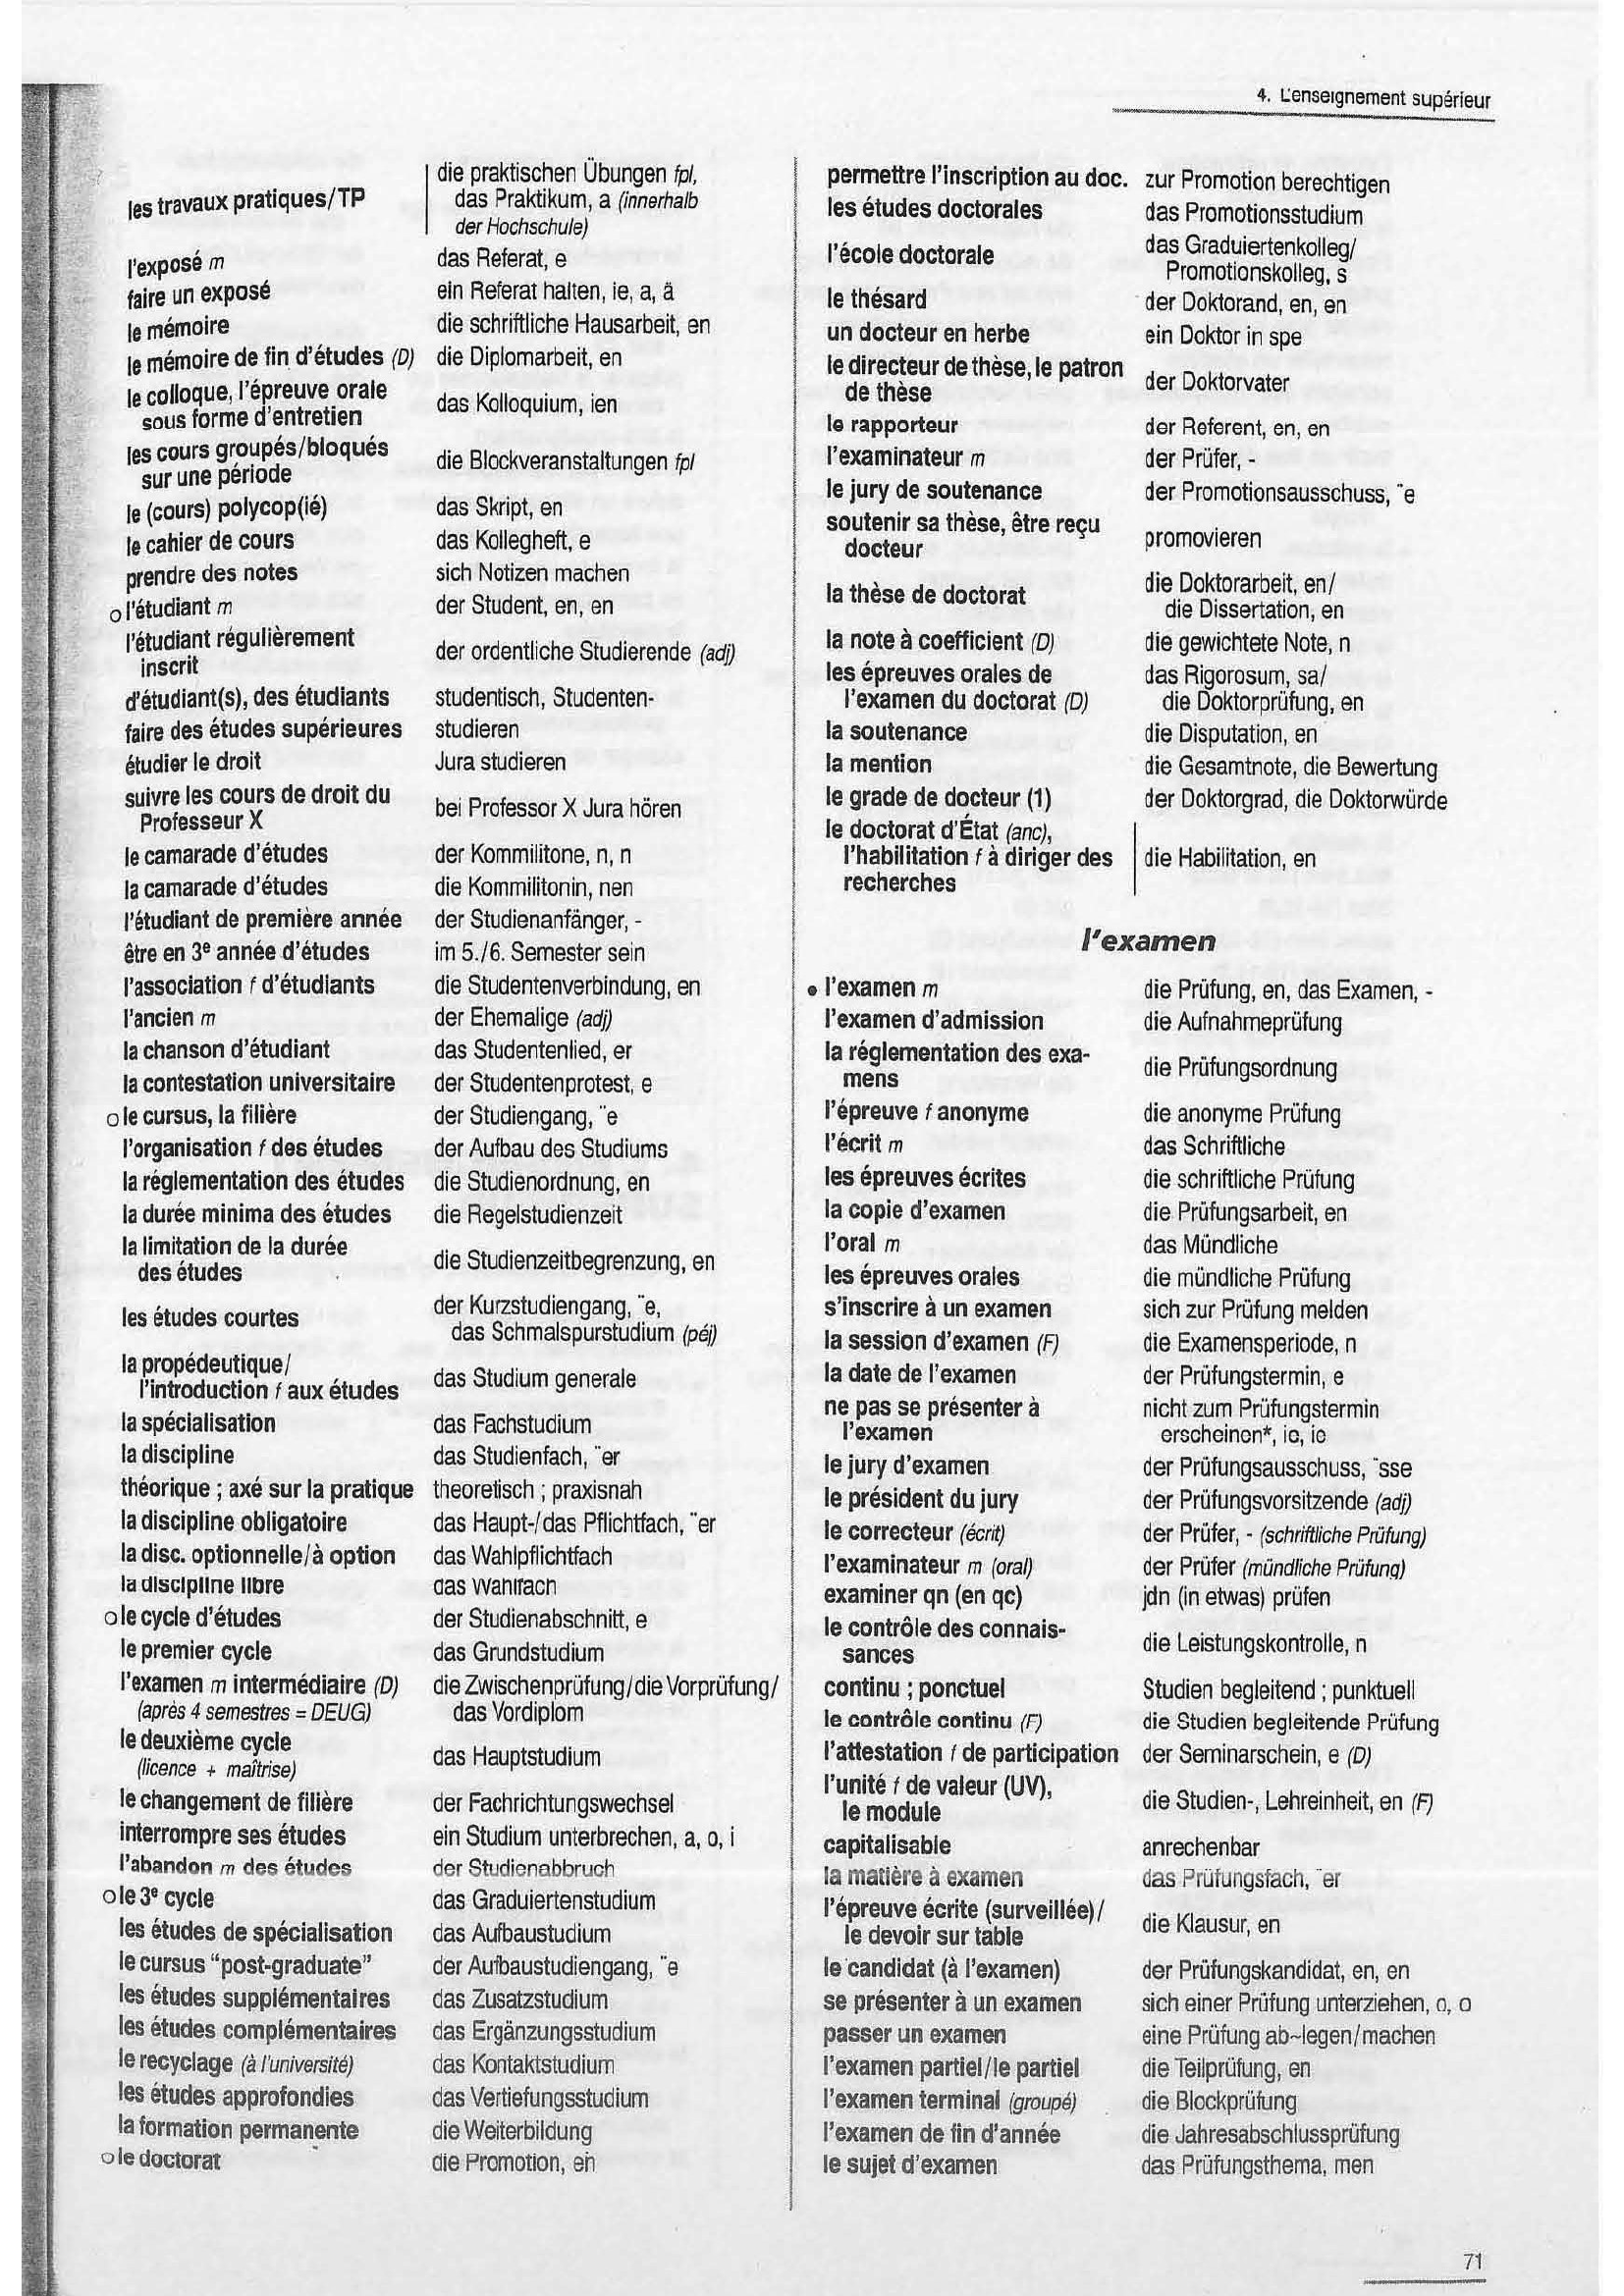 4. L'enseignement supérieur
les travaux pratiques/TP
die praktischen Übungen fpl,
das Praktikum, a (innerhalb
der Hochschule)
l'exposé m das Referat, e
faire un exposé ein Referat halten, ie, a, ä
le mémoire die schriftliche Hausarbeit, en
le mémoire de fin d'études (D) die Diplomarbeit, en
le colloque, l'épreuve orale
sous forme d'entretien
das Kolloquium, ien
les cours groupés/bloqués
sur une période
die Blockveranstaltungen fpl
le (cours) polycop(ié) das Skript, en
le cahier de cours das Kollegheft, e
prendre des notes sich Notizen machen
o l'étudiant m der Student, en, en
l'étudiant régulièrement
inscrit
der ordentliche Studierende (adj)
d'étudiant(s), des étudiants studentisch, Studenten-
faire des études supérieures studieren
étudier le droit Jura studieren
suivre les cours de droit du
Professeur X
bei Professor X Jura hören
le camarade d'études der Kommilitone, n, n
la camarade d'études die Kommilitonin, nen
l'étudiant de première année der Studienanfänger, -
être en 3e année d'études im 5./6. Semester sein
l'association f d'étudiants die Studentenverbindung, en
l'ancien m der Ehemalige (adj)
la chanson d'étudiant das Studentenlied, er
la contestation universitaire der Studentenprotest, e
o le cursus, la filière der Studiengang, ¨e
l'organisation f des études der Aufbau des Studiums
la réglementation des études die Studienordnung, en
la durée minima des études die Regelstudienzeit
la limitation de la durée
des études
die Studienzeitbegrenzung, en
les études courtes
der Kurzstudiengang, ¨e,
das Schmalspurstudium (péj)
la propédeutique/
l'introduction f aux études
das Studium generale
la spécialisation das Fachstudium
la discipline das Studienfach, ¨er
théorique ; axé sur la pratique theoretisch ; praxisnah
la discipline obligatoire das Haupt-/das Pflichtfach, ¨er
la disc. optionnelle/à option das Wahlpflichtfach
la discipline libre das Wahlfach
o le cycle d'études der Studienabschnitt, e
le premier cycle das Grundstudium
l'examen m intermédiaire (D) die Zwischenprüfung/die Vorprüfung/
(après 4 semestres = DEUG) das Vordiplom
le deuxième cycle
(licence + maîtrise)
das Hauptstudium
le changement de filière der Fachrichtungswechsel
interrompre ses études ein Studium unterbrechen, a, o, i
l'abandon m des études der Studienabbruch
o le 3e cycle das Graduiertenstudium
les études de spécialisation das Aufbaustudium
le cursus "post-graduate" der Aufbaustudiengang, ¨e
les études supplémentaires das Zusatzstudium
les études complémentaires das Ergänzungsstudium
le recyclage (à l'université) das Kontaktstudium
les études approfondies das Vertiefungsstudium
la formation permanente die Weiterbildung
o le doctorat die Promotion, en
permettre l'inscription au doc. zur Promotion berechtigen
les études doctorales das Promotionsstudium
l'école doctorale
das Graduiertenkolleg/
Promotionskolleg, s
le thésard der Doktorand, en, en
un docteur en herbe ein Doktor in spe
le directeur de thèse, le patron
de thèse
der Doktorvater
le rapporteur der Referent, en, en
l'examinateur m der Prüfer, -
le jury de soutenance der Promotionsausschuss, ¨e
soutenir sa thèse, être reçu
docteur
promovieren
la thèse de doctorat
die Doktorarbeit, en/
die Dissertation, en
la note à coefficient (D) die gewichtete Note, n
les épreuves orales de das Rigorosum, sa/
l'examen du doctorat (D) die Doktorprüfung, en
la soutenance die Disputation, en
la mention die Gesamtnote, die Bewertung
le grade de docteur (1) der Doktorgrad, die Doktorwürde
le doctorat d'État (anc),
l'habilitation f à diriger des
recherches
die Habilitation, en
l'examen
• l'examen m die Prüfung, en, das Examen, -
l'examen d'admission die Aufnahmeprüfung
la réglementation des exa-
mens
die Prüfungsordnung
l'épreuve f anonyme die anonyme Prüfung
l'écrit m das Schriftliche
les épreuves écrites die schriftliche Prüfung
la copie d'examen die Prüfungsarbeit, en
l'oral m das Mündliche
les épreuves orales die mündliche Prüfung
s'inscrire à un examen sich zur Prüfung melden
la session d'examen (F) die Examensperiode, n
la date de l'examen der Prüfungstermin, e
ne pas se présenter à nicht zum Prüfungstermin
l'examen erscheinen*, ie, ie
le jury d'examen der Prüfungsausschuss, ¨sse
le président du jury der Prüfungsvorsitzende (adj)
le correcteur (écrit) der Prüfer, - (schriftliche Prüfung)
l'examinateur m (oral) der Prüfer (mündliche Prüfung)
examiner qn (en qc) jdn (in etwas) prüfen
le contrôle des connais-
sances
die Leistungskontrolle, n
continu ; ponctuel Studien begleitend ; punktuell
le contrôle continu (F) die Studien begleitende Prüfung
l'attestation f de participation der Seminarschein, e (D)
l'unité f de valeur (UV),
le module
die Studien-, Lehreinheit, en (F)
capitalisable anrechenbar
la matière à examen das Prüfungsfach, ¨er
l'épreuve écrite (surveillée)/
le devoir sur table
die Klausur, en
le candidat (à l'examen) der Prüfungskandidat, en, en
se présenter à un examen sich einer Prüfung unterziehen, o, o
passer un examen eine Prüfung ab~legen/machen
l'examen partiel/le partiel die Teilprüfung, en
l'examen terminal (groupé) die Blockprüfung
l'examen de fin d'année die Jahresabschlussprüfung
le sujet d'examen das Prüfungsthema, men
71